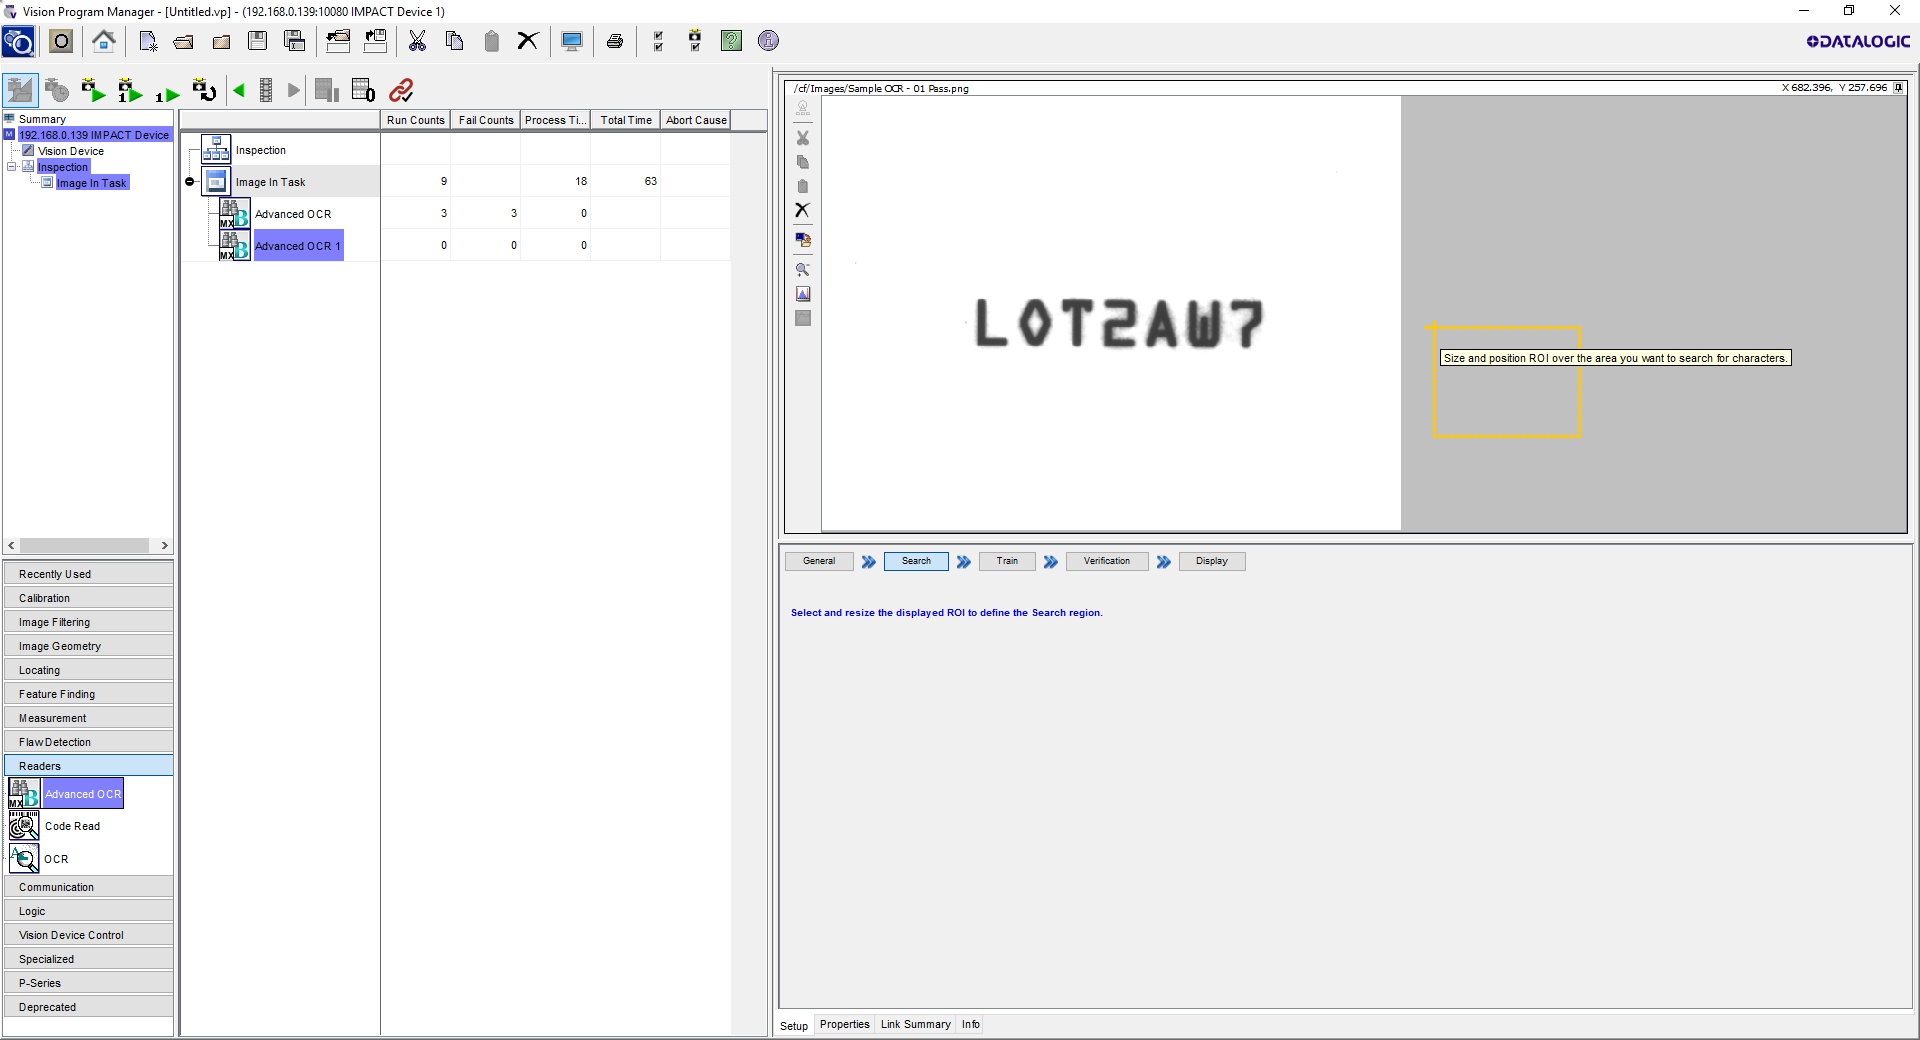 Vision Program Manager - [Untitled.vp] - (192.168.0.139:10080 IMPACT Device 1)
DATALOGIC
Summary
192.168.0.139 IMPACT Device
Vision Device
Inspection
Image In Task
Run Counts Fail Counts Process Ti... Total Time Abort Cause
Inspection
Image In Task 9 18 63
Advanced OCR 3 3 0
Advanced OCR 1 0 0 0
/cf/Images/Sample OCR - 01 Pass.png X 682.396, Y 257.696
LOT2AW7
Size and position ROI over the area you want to search for characters.
Recently Used
Calibration
Image Filtering
Image Geometry
Locating
Feature Finding
Measurement
Flaw Detection
Readers
Advanced OCR
Code Read
OCR
Communication
Logic
Vision Device Control
Specialized
P-Series
Deprecated
General Search Train Verification Display
Select and resize the displayed ROI to define the Search region.
Setup Properties Link Summary Info